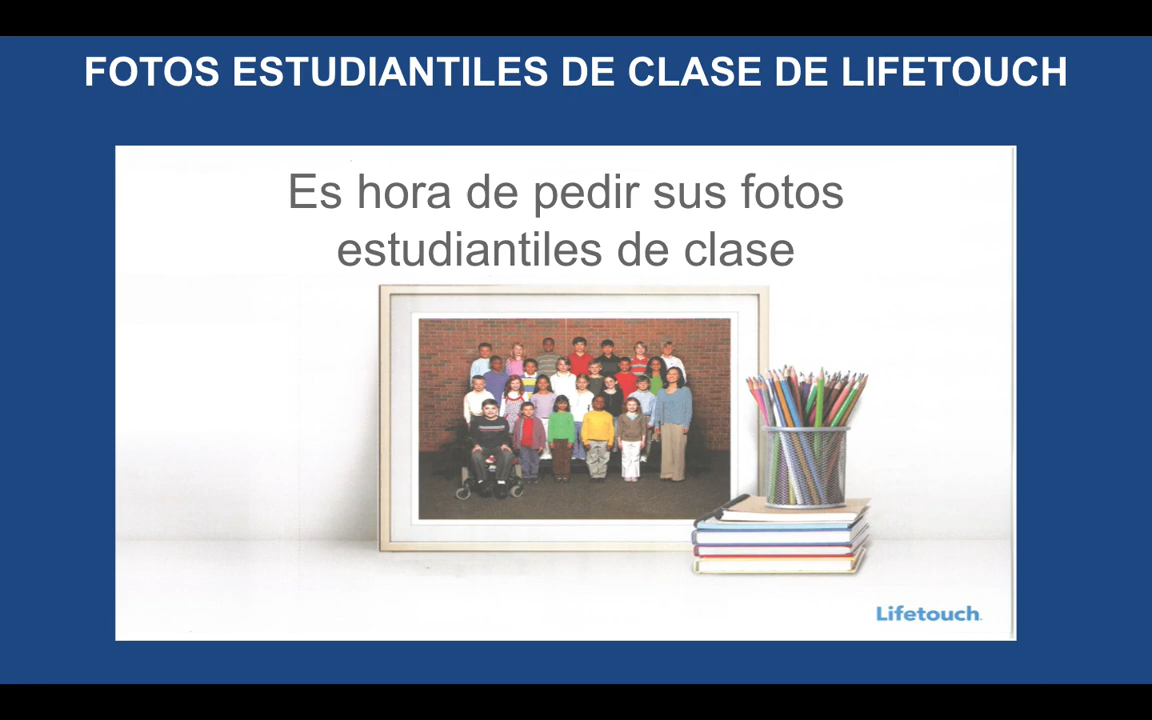 FOTOS ESTUDIANTILES DE CLASE DE LIFETOUCH
Es hora de pedir sus fotos
estudiantiles de clase
Lifetouch.